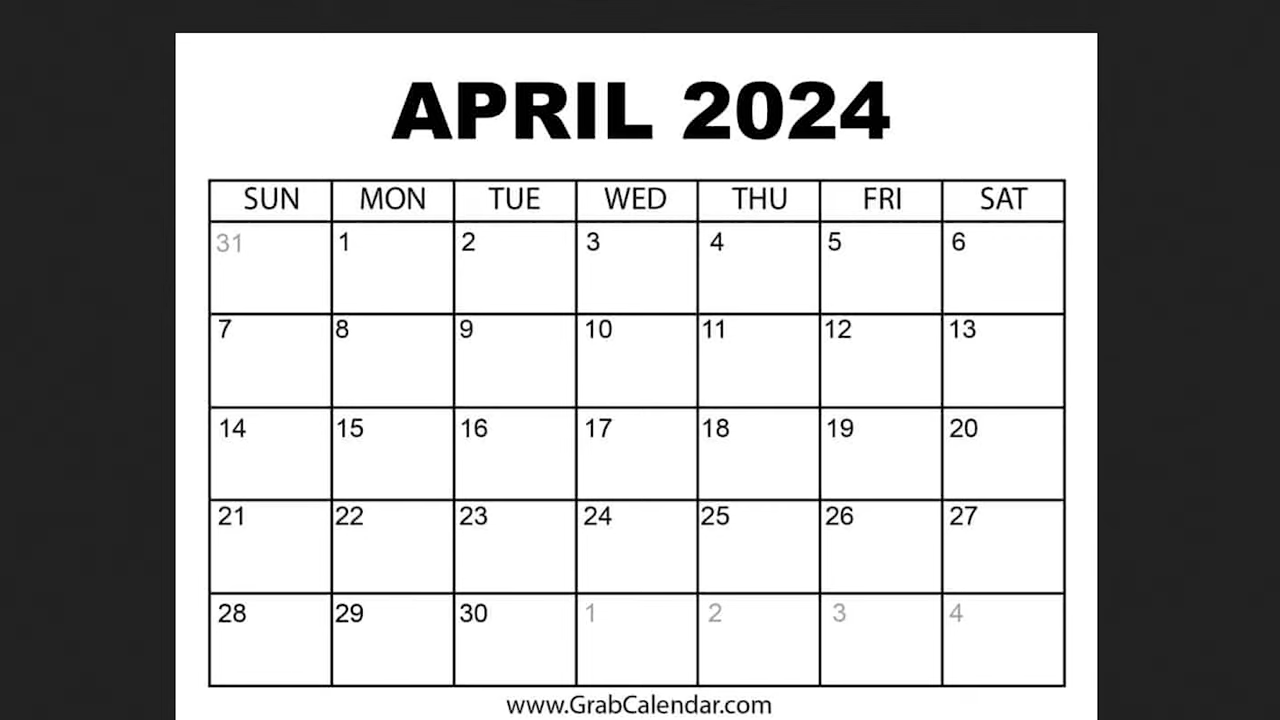 APRIL 2024
SUN MON TUE WED THU FRI SAT
31 1 2 3 4 5 6
7 8 9 10 11 12 13
14 15 16 17 18 19 20
21 22 23 24 25 26 27
28 29 30 1 2 3 4
www.GrabCalendar.com